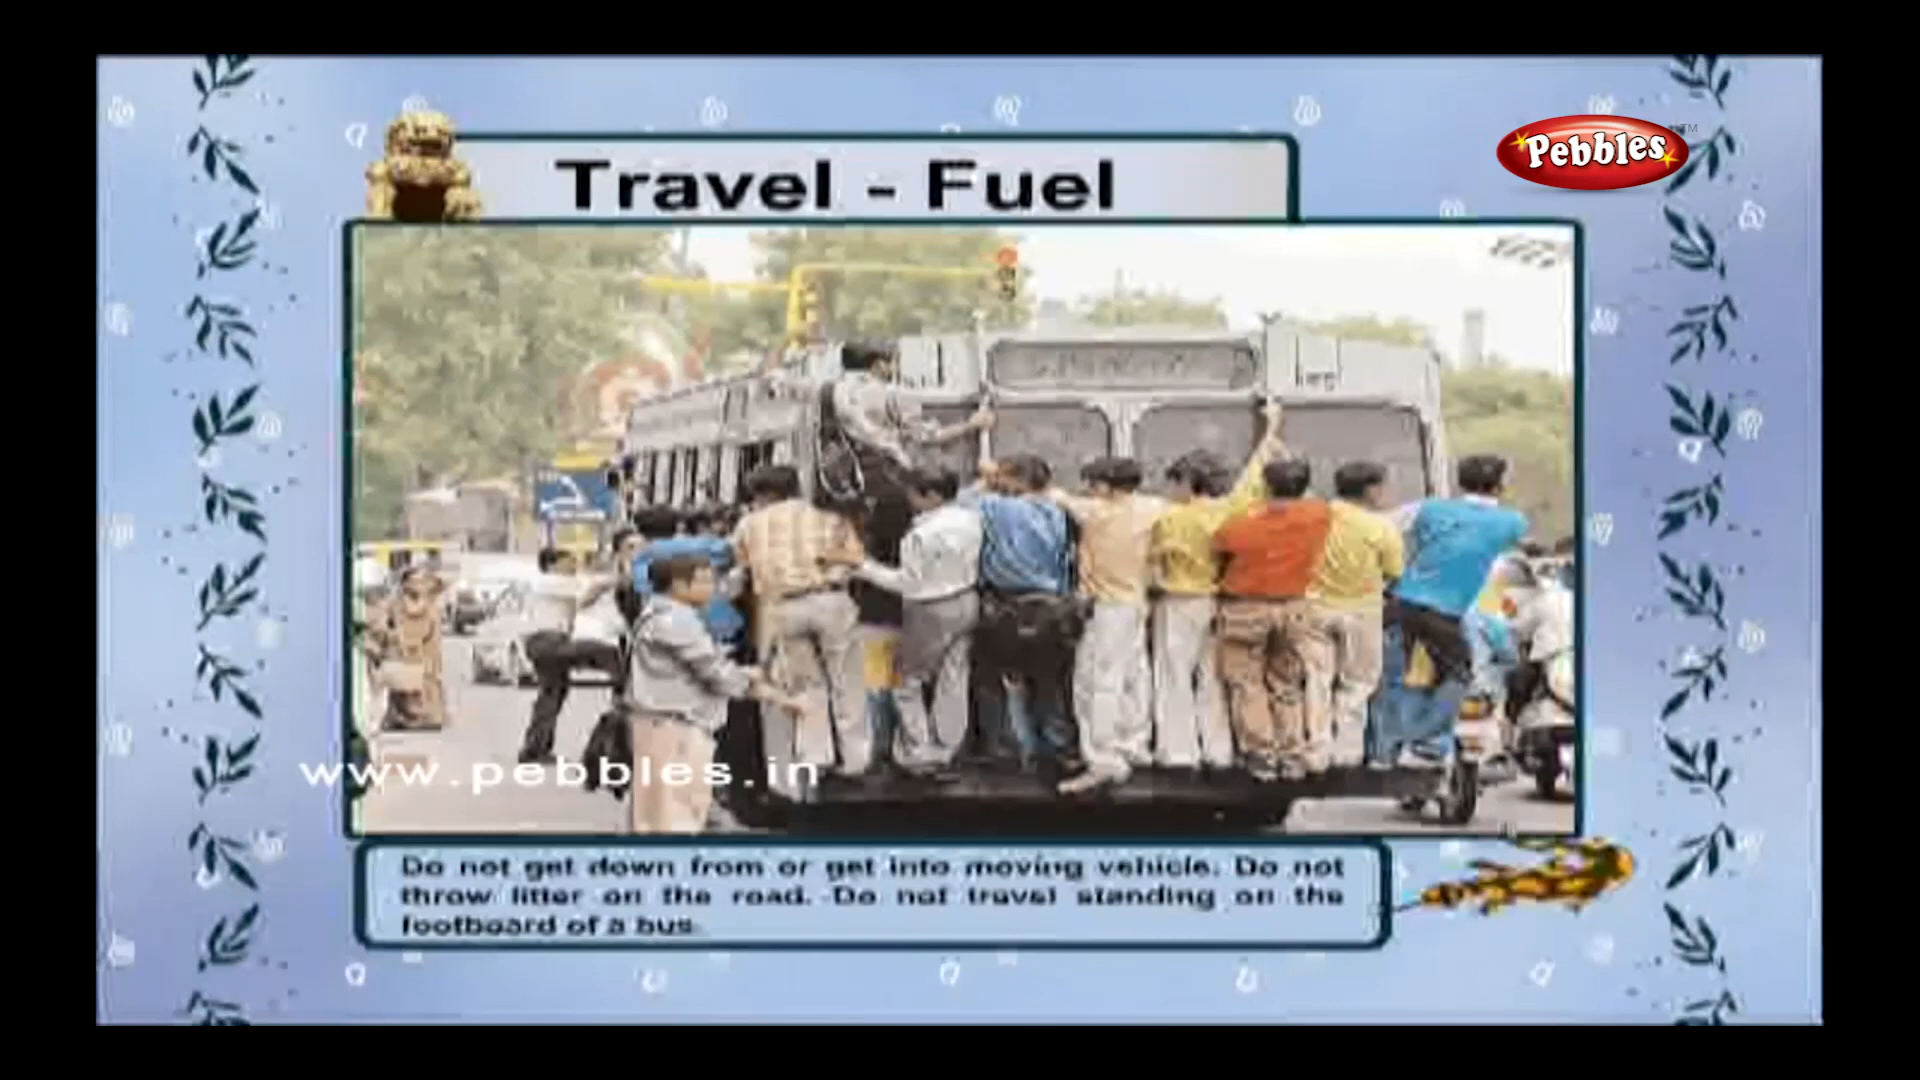 Travel - Fuel
Pebbles™
www.pebbles.in
Do not get down from or get into moving vehicle. Do not
throw litter on the road. Do not travel standing on the
footboard of a bus.